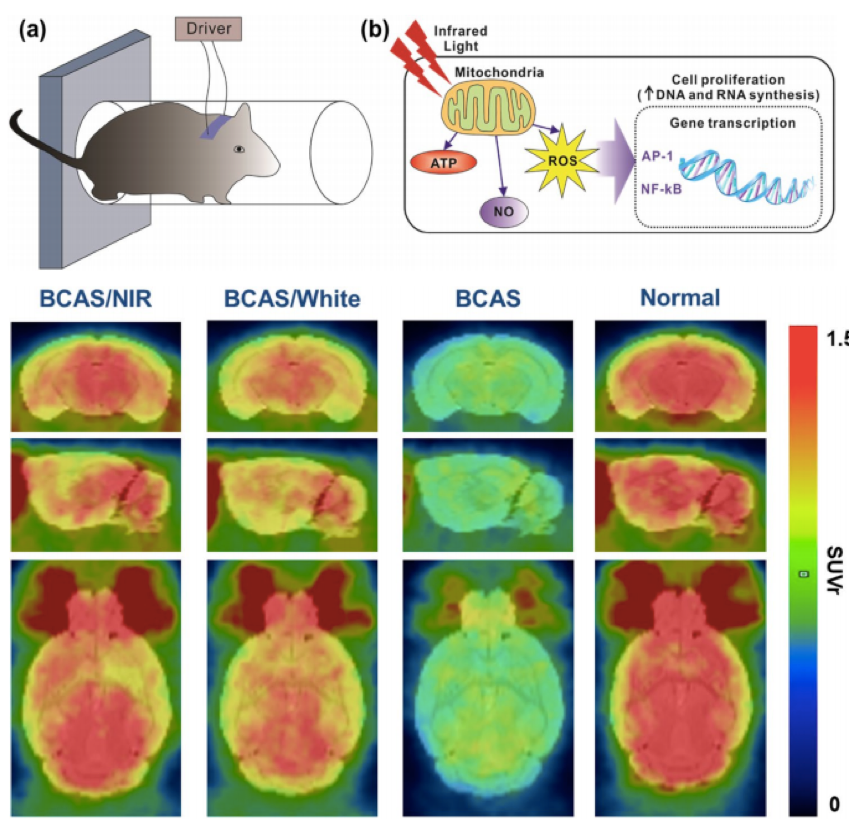 (a)
Driver
(b)
Infrared
Light
Mitochondria
ATP
NO
ROS
Cell proliferation
(↑DNA and RNA synthesis)
Gene transcription
AP-1
NF-kB
BCAS/NIR
BCAS/White
BCAS
Normal
1.5
SUVr
0